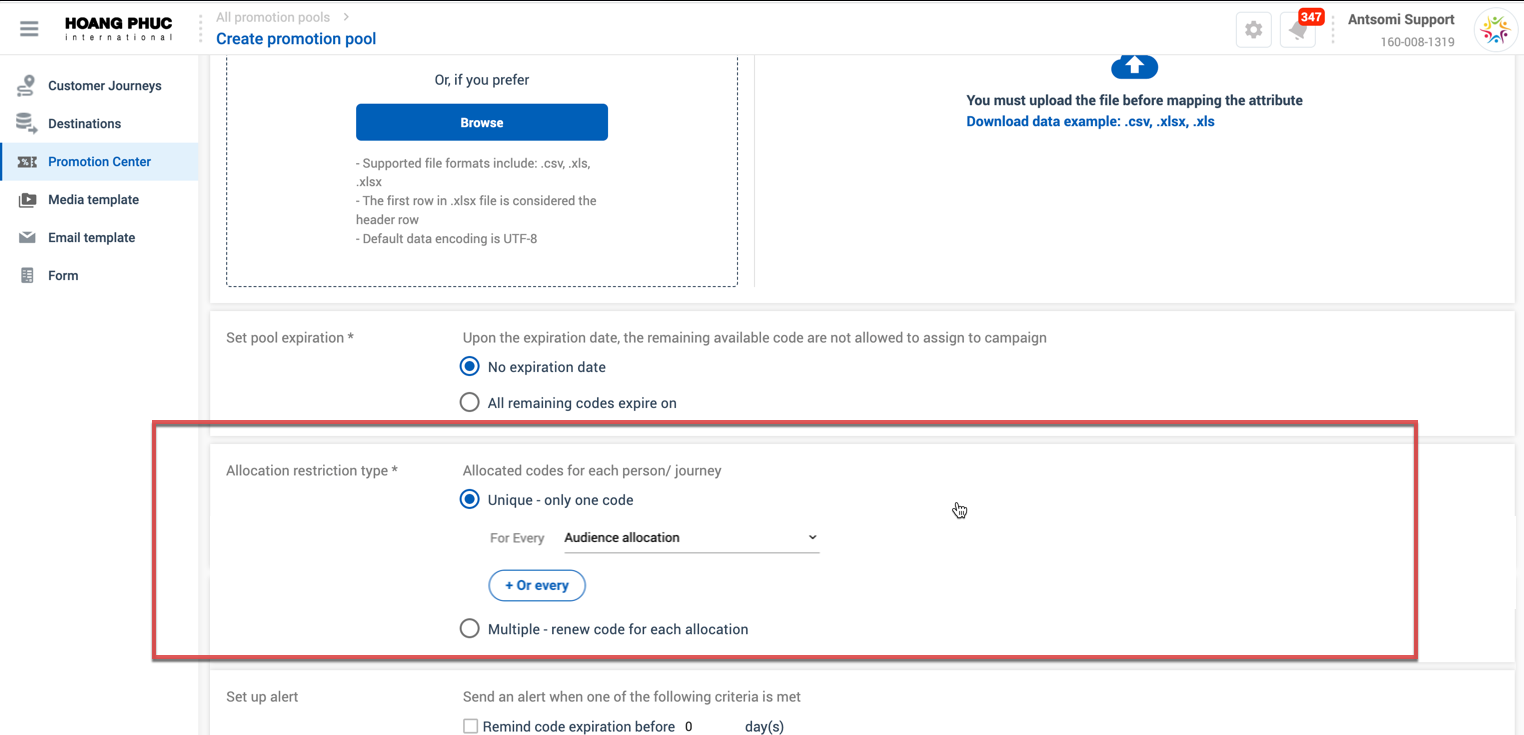 HOANG PHUC
international
All promotion pools
Create promotion pool
347
Antsomi Support
160-008-1319
Customer Journeys
Destinations
Promotion Center
Media template
Email template
Form
Or, if you prefer
Browse
- Supported file formats include: .csv, .xls,
.xlsx
- The first row in .xlsx file is considered the
header row
- Default data encoding is UTF-8
You must upload the file before mapping the attribute
Download data example: .csv, .xlsx, .xls
Set pool expiration *
Upon the expiration date, the remaining available code are not allowed to assign to campaign
No expiration date
All remaining codes expire on
Allocation restriction type *
Allocated codes for each person/ journey
Unique - only one code
For Every Audience allocation
+ Or every
Multiple - renew code for each allocation
Set up alert
Send an alert when one of the following criteria is met
Remind code expiration before 0 day(s)